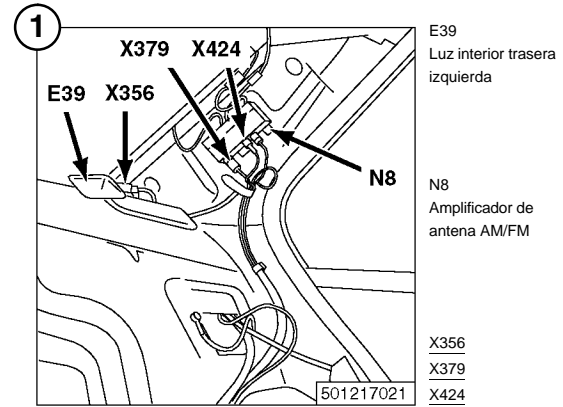 1
X379 X424
E39 X356
N8
501217021
E39
Luz interior trasera
izquierda
N8
Amplificador de
antena AM/FM
X356
X379
X424